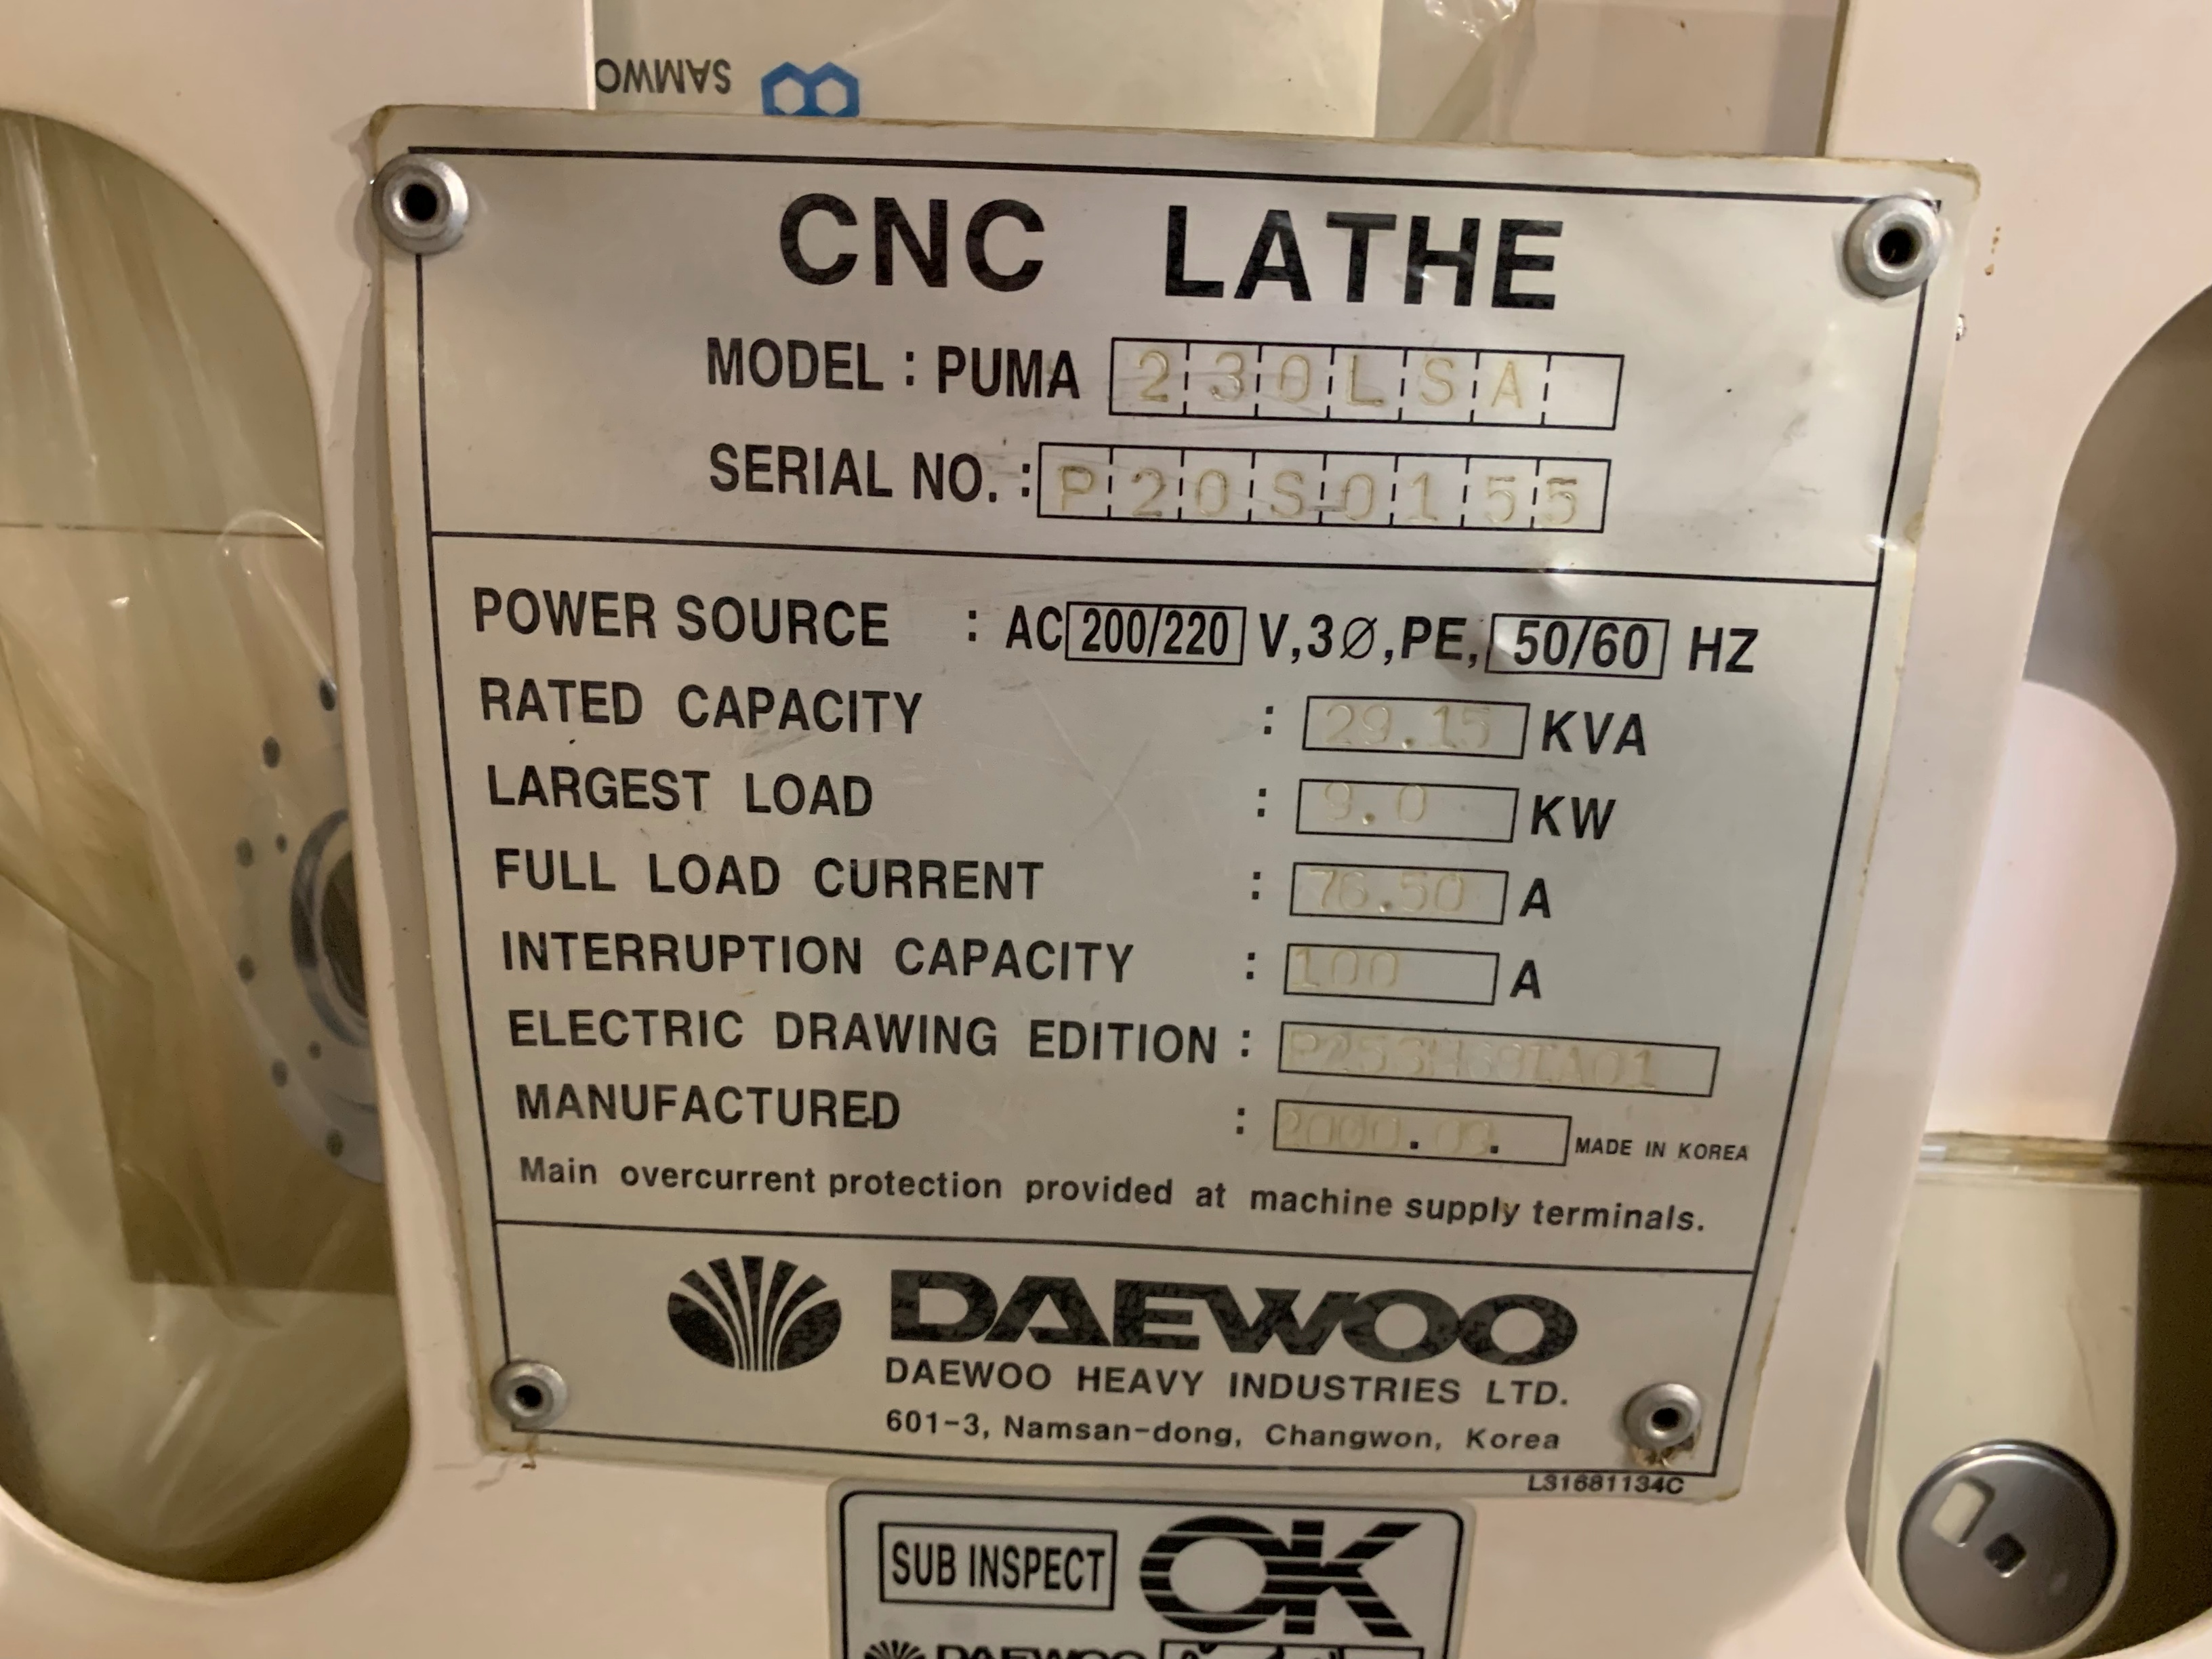 SAMWO
CNC LATHE
MODEL : PUMA 230LSA
SERIAL NO. : P20S0155
POWER SOURCE : AC 200/220 V,3Ø,PE, 50/60 HZ
RATED CAPACITY : 29.15 KVA
LARGEST LOAD : 9.0 KW
FULL LOAD CURRENT : 76.50 A
INTERRUPTION CAPACITY : 100 A
ELECTRIC DRAWING EDITION :
MANUFACTURED : MADE IN KOREA
Main overcurrent protection provided at machine supply terminals.
DAEWOO
DAEWOO HEAVY INDUSTRIES LTD.
601-3, Namsan-dong, Changwon, Korea
LS1681134C
SUB INSPECT OK
DAEWOO